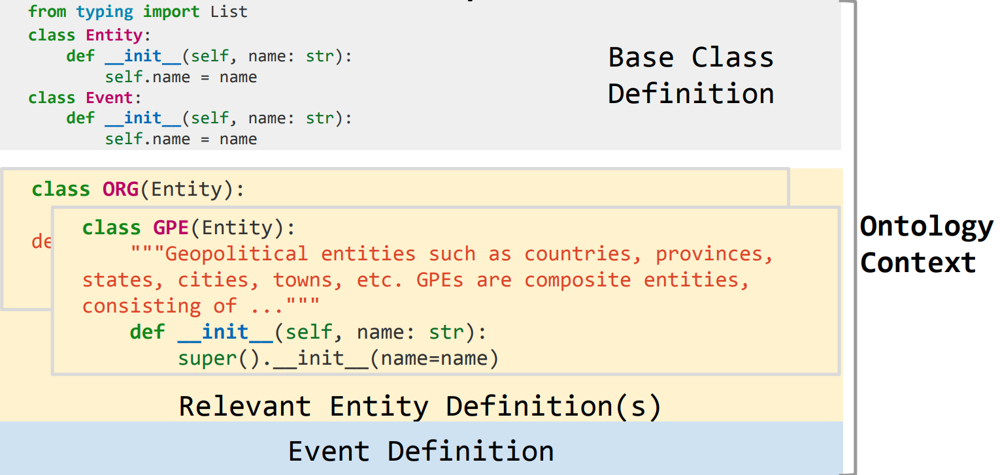 from typing import List
class Entity:
    def __init__(self, name: str):
        self.name = name
class Event:
    def __init__(self, name: str):
        self.name = name
Base Class
Definition
class ORG(Entity):
de
class GPE(Entity):
    """Geopolitical entities such as countries, provinces,
states, cities, towns, etc. GPEs are composite entities,
consisting of ..."""
    def __init__(self, name: str):
        super().__init__(name=name)
Relevant Entity Definition(s)
Event Definition
Ontology
Context